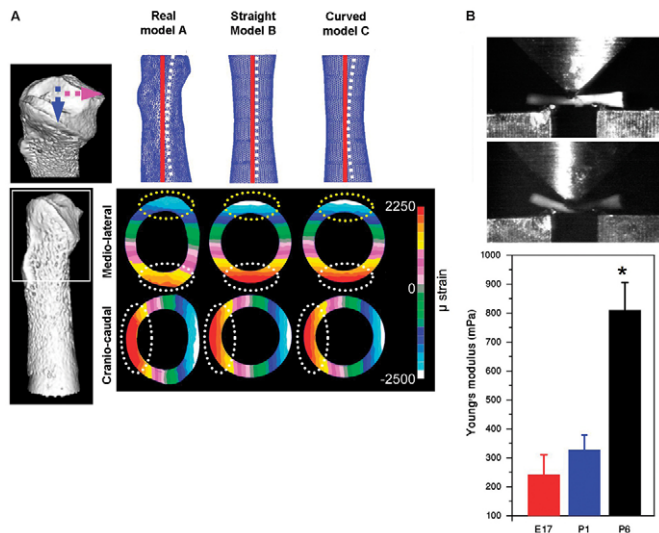 A
Real
model A
Straight
Model B
Curved
model C
Medio-lateral
Cranio-caudal
2250
0
-2500
μ strain
B
Young's modulus (mPa)
1000
900
800
700
600
500
400
300
200
100
*
E17
P1
P6